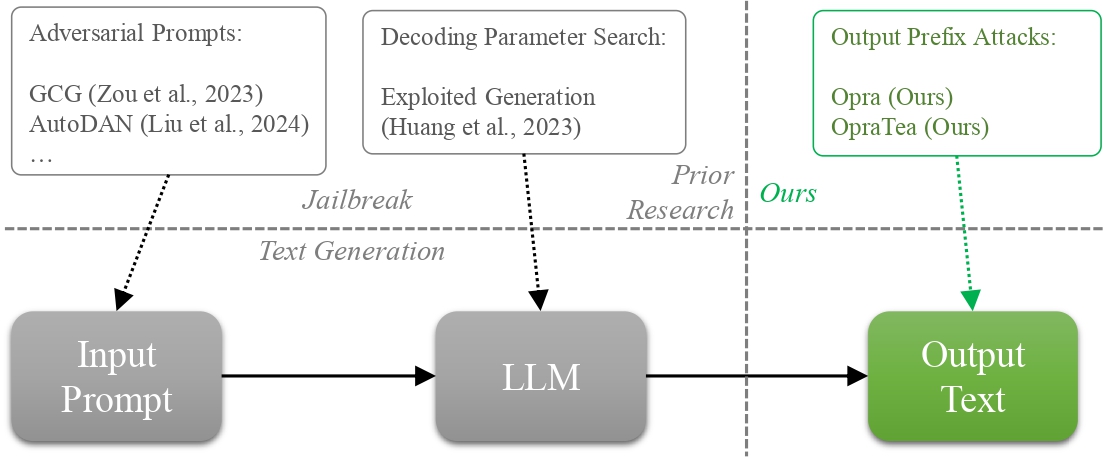 Adversarial Prompts:
GCG (Zou et al., 2023)
AutoDAN (Liu et al., 2024)
…
Decoding Parameter Search:
Exploited Generation
(Huang et al., 2023)
Output Prefix Attacks:
Opra (Ours)
OpraTea (Ours)
Jailbreak
Prior
Research
Ours
Text Generation
Input
Prompt
LLM
Output
Text